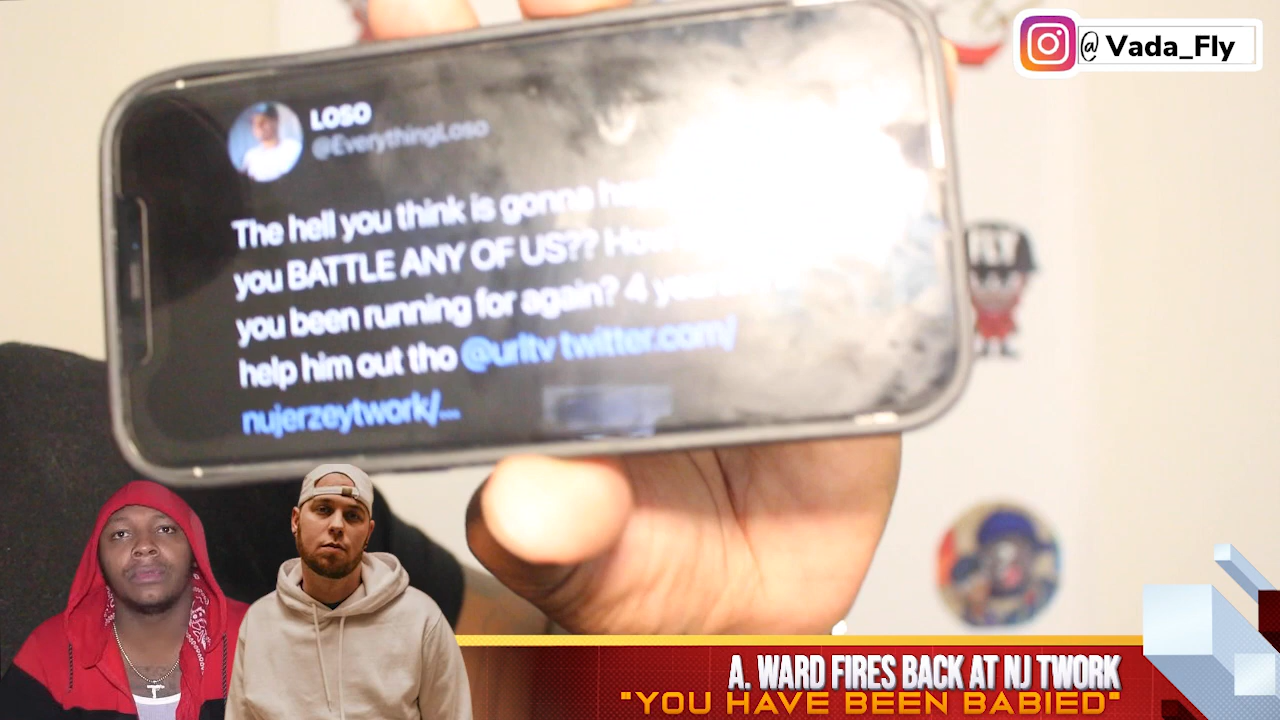 @ Vada_Fly
LOSO
@EverythingLoso
The hell you think is gonna
you BATTLE ANY OF US??
you been running for again? 4
help him out tho @urltv twitter.com/
nujerzeytwork/...
FLY
A. WARD FIRES BACK AT NJ TWORK
"YOU HAVE BEEN BABIED"